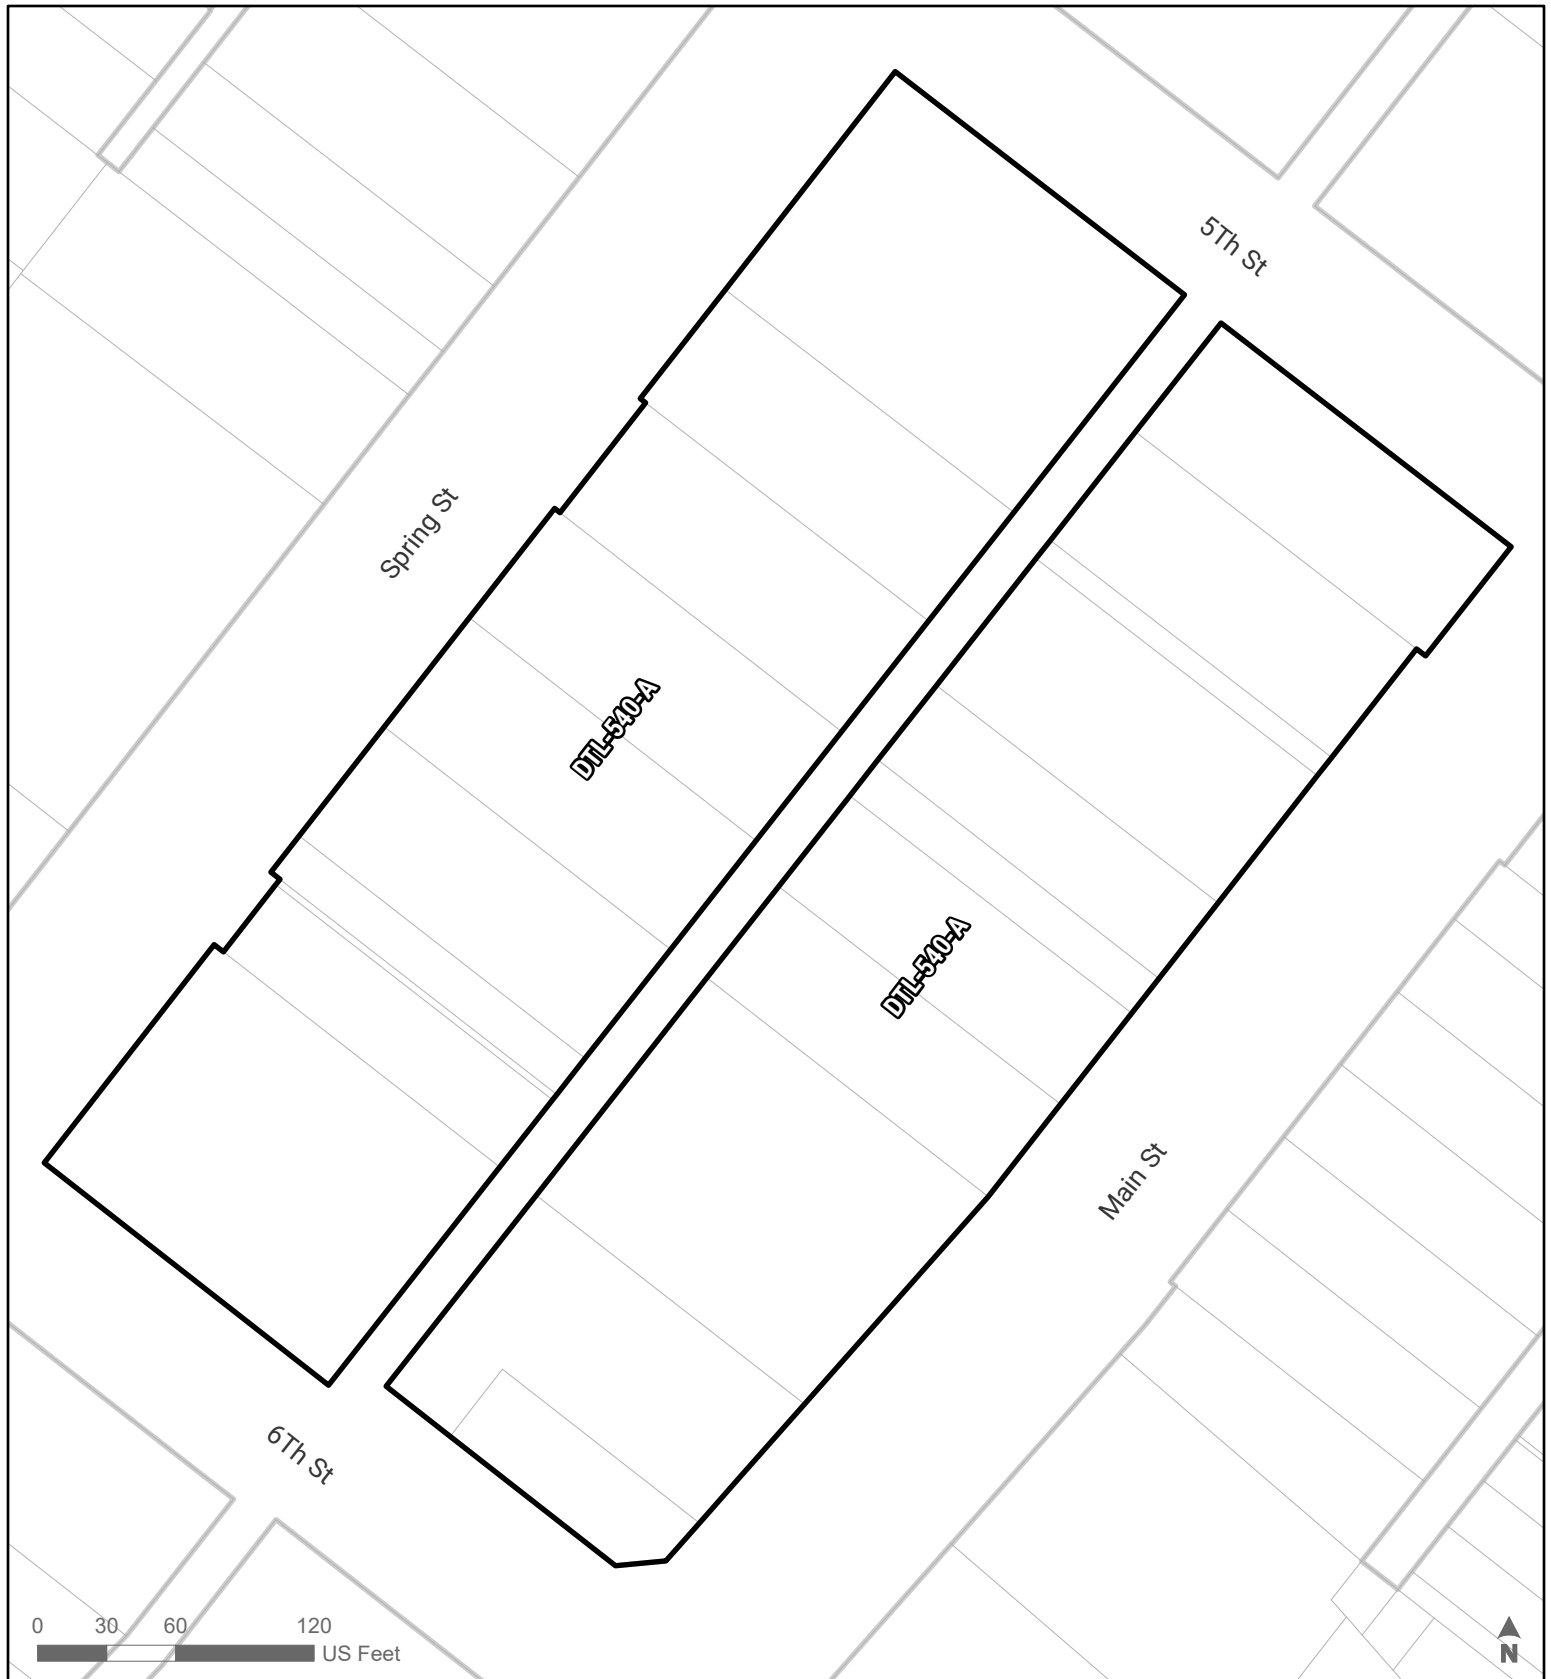 5Th St
Spring St
DTL-540-A
DTL-540-A
Main St
6Th St
0 30 60 120
US Feet
N